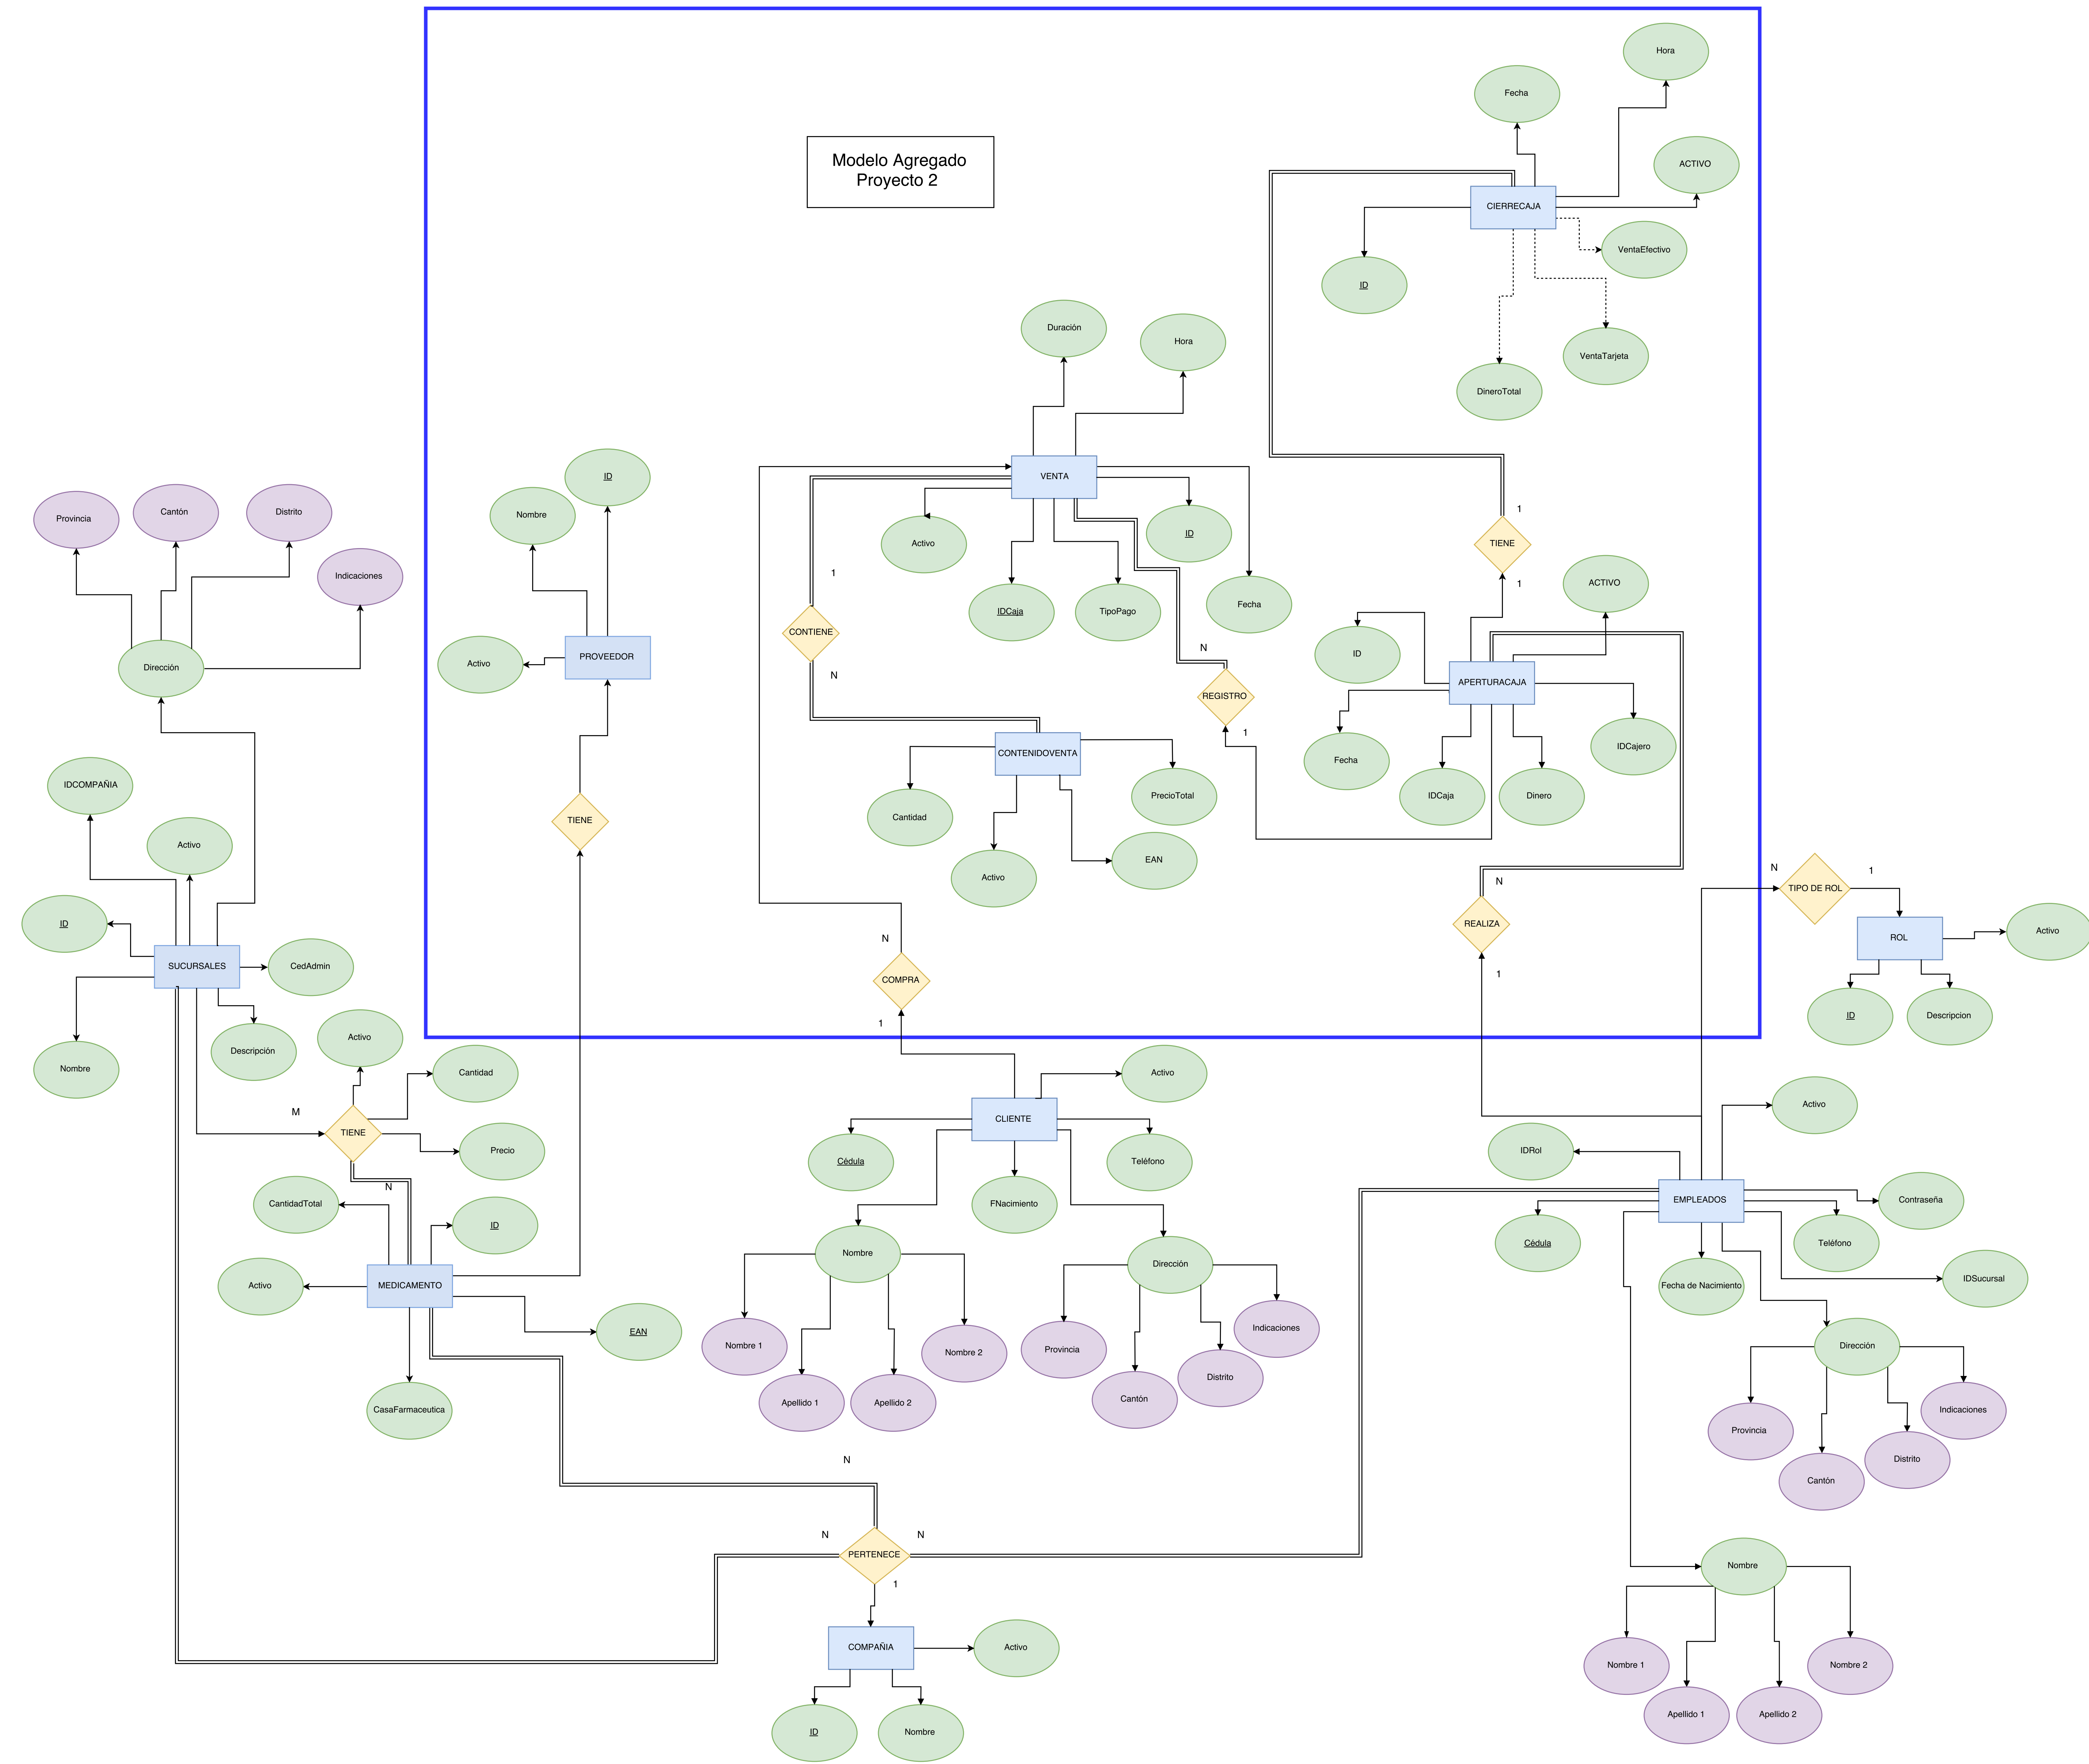 Hora
Fecha
Modelo Agregado
Proyecto 2
ACTIVO
CIERRECAJA
VentaEfectivo
ID
Duración
Hora
VentaTarjeta
DineroTotal
ID
VENTA
Nombre
Provincia
Cantón
Distrito
1
Activo
ID
TIENE
Indicaciones
1
1
ACTIVO
IDCaja
TipoPago
Fecha
CONTIENE
Dirección
Activo
PROVEEDOR
N
ID
N
REGISTRO
APERTURACAJA
1
IDCajero
CONTENIDOVENTA
Fecha
IDCOMPAÑIA
PrecioTotal
IDCaja
Dinero
TIENE
Cantidad
Activo
EAN
Activo
N
1
N
TIPO DE ROL
ID
REALIZA
Activo
N
ROL
SUCURSALES
CedAdmin
COMPRA
1
ID
Descripcion
1
Activo
Descripción
Nombre
Cantidad
Activo
M
Activo
CLIENTE
TIENE
Precio
Cédula
Teléfono
IDRol
N
CantidadTotal
ID
FNacimiento
EMPLEADOS
Contraseña
Cédula
Teléfono
Nombre
Dirección
Activo
MEDICAMENTO
Fecha de Nacimiento
IDSucursal
EAN
Indicaciones
Nombre 1
Nombre 2
Provincia
Dirección
Distrito
Apellido 1
Apellido 2
Cantón
CasaFarmaceutica
Indicaciones
Provincia
N
Distrito
Cantón
N
N
PERTENECE
Nombre
1
COMPAÑIA
Activo
Nombre 1
Nombre 2
Apellido 1
Apellido 2
ID
Nombre